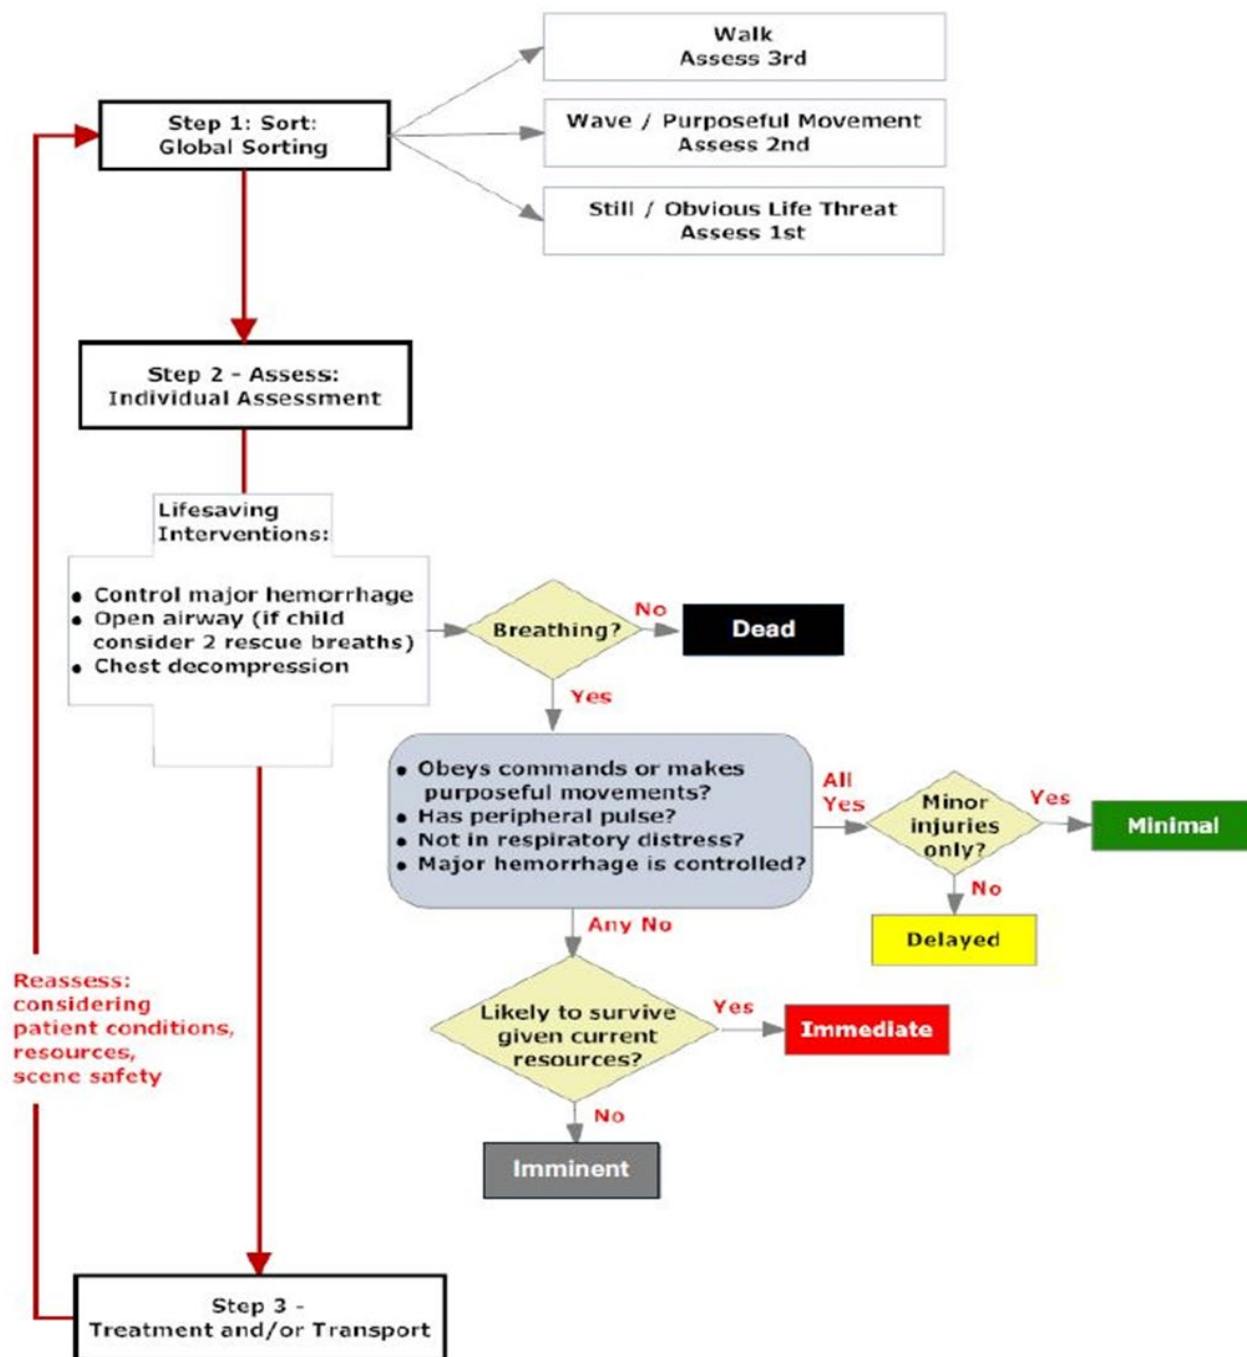 Walk
Assess 3rd
Step 1: Sort:
Global Sorting
Wave / Purposeful Movement
Assess 2nd
Still / Obvious Life Threat
Assess 1st
Step 2 - Assess:
Individual Assessment
Lifesaving
Interventions:
• Control major hemorrhage
• Open airway (if child
consider 2 rescue breaths)
• Chest decompression
Breathing?
No
Dead
Yes
• Obeys commands or makes
purposeful movements?
• Has peripheral pulse?
• Not in respiratory distress?
• Major hemorrhage is controlled?
All
Yes
Minor
injuries
only?
Yes
Minimal
No
Delayed
Any No
Likely to survive
given current
resources?
Yes
Immediate
No
Imminent
Reassess:
considering
patient conditions,
resources,
scene safety
Step 3 -
Treatment and/or Transport